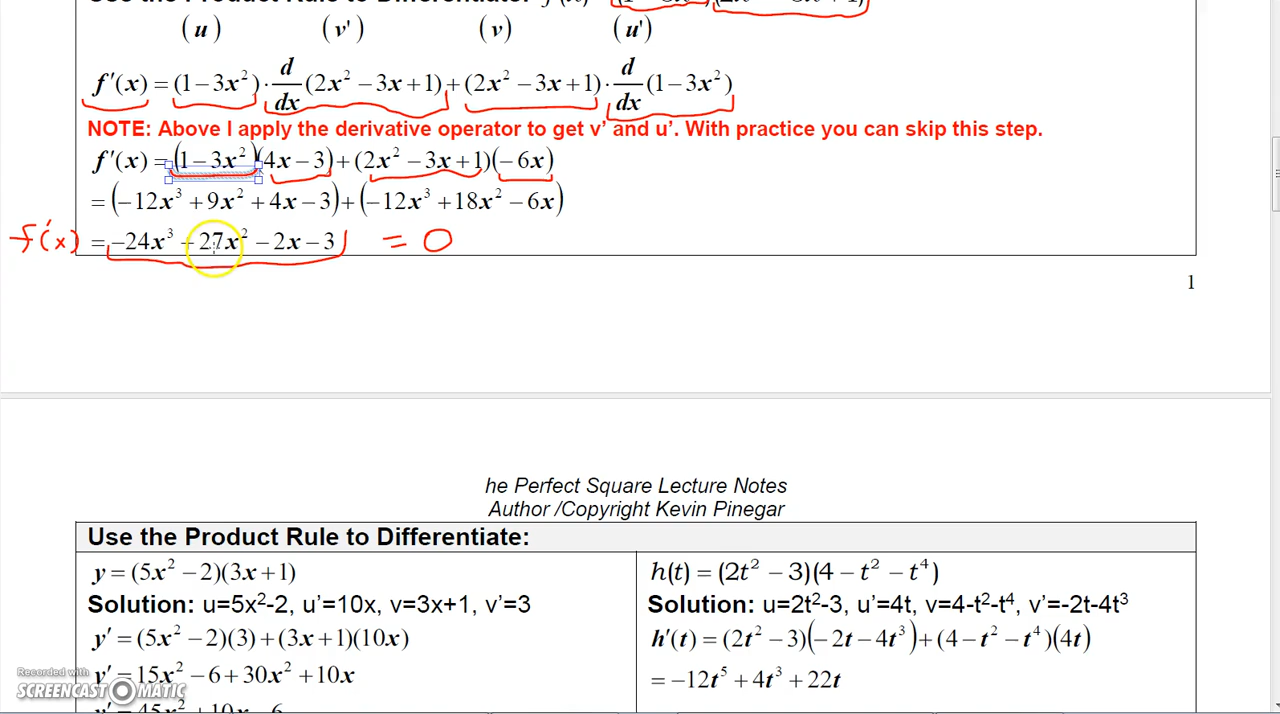 (u) (v') (v) (u')
f'(x) = (1 − 3x²) · d/dx (2x² − 3x + 1) + (2x² − 3x + 1) · d/dx (1 − 3x²)
NOTE: Above I apply the derivative operator to get v' and u'. With practice you can skip this step.
f'(x) = (1 − 3x²)(4x − 3) + (2x² − 3x + 1)(−6x)
= (−12x³ + 9x² + 4x − 3) + (−12x³ + 18x² − 6x)
f'(x) = −24x³ + 27x² − 2x − 3 = 0
1
he Perfect Square Lecture Notes
Author /Copyright Kevin Pinegar
Use the Product Rule to Differentiate:
y = (5x² − 2)(3x + 1)
Solution: u=5x²-2, u'=10x, v=3x+1, v'=3
y' = (5x² − 2)(3) + (3x + 1)(10x)
y' = 15x² − 6 + 30x² + 10x
h(t) = (2t² − 3)(4 − t² − t⁴)
Solution: u=2t²-3, u'=4t, v=4-t²-t⁴, v'=-2t-4t³
h'(t) = (2t² − 3)(−2t − 4t³) + (4 − t² − t⁴)(4t)
= −12t⁵ + 4t³ + 22t
Recorded with
SCREENCAST-O-MATIC